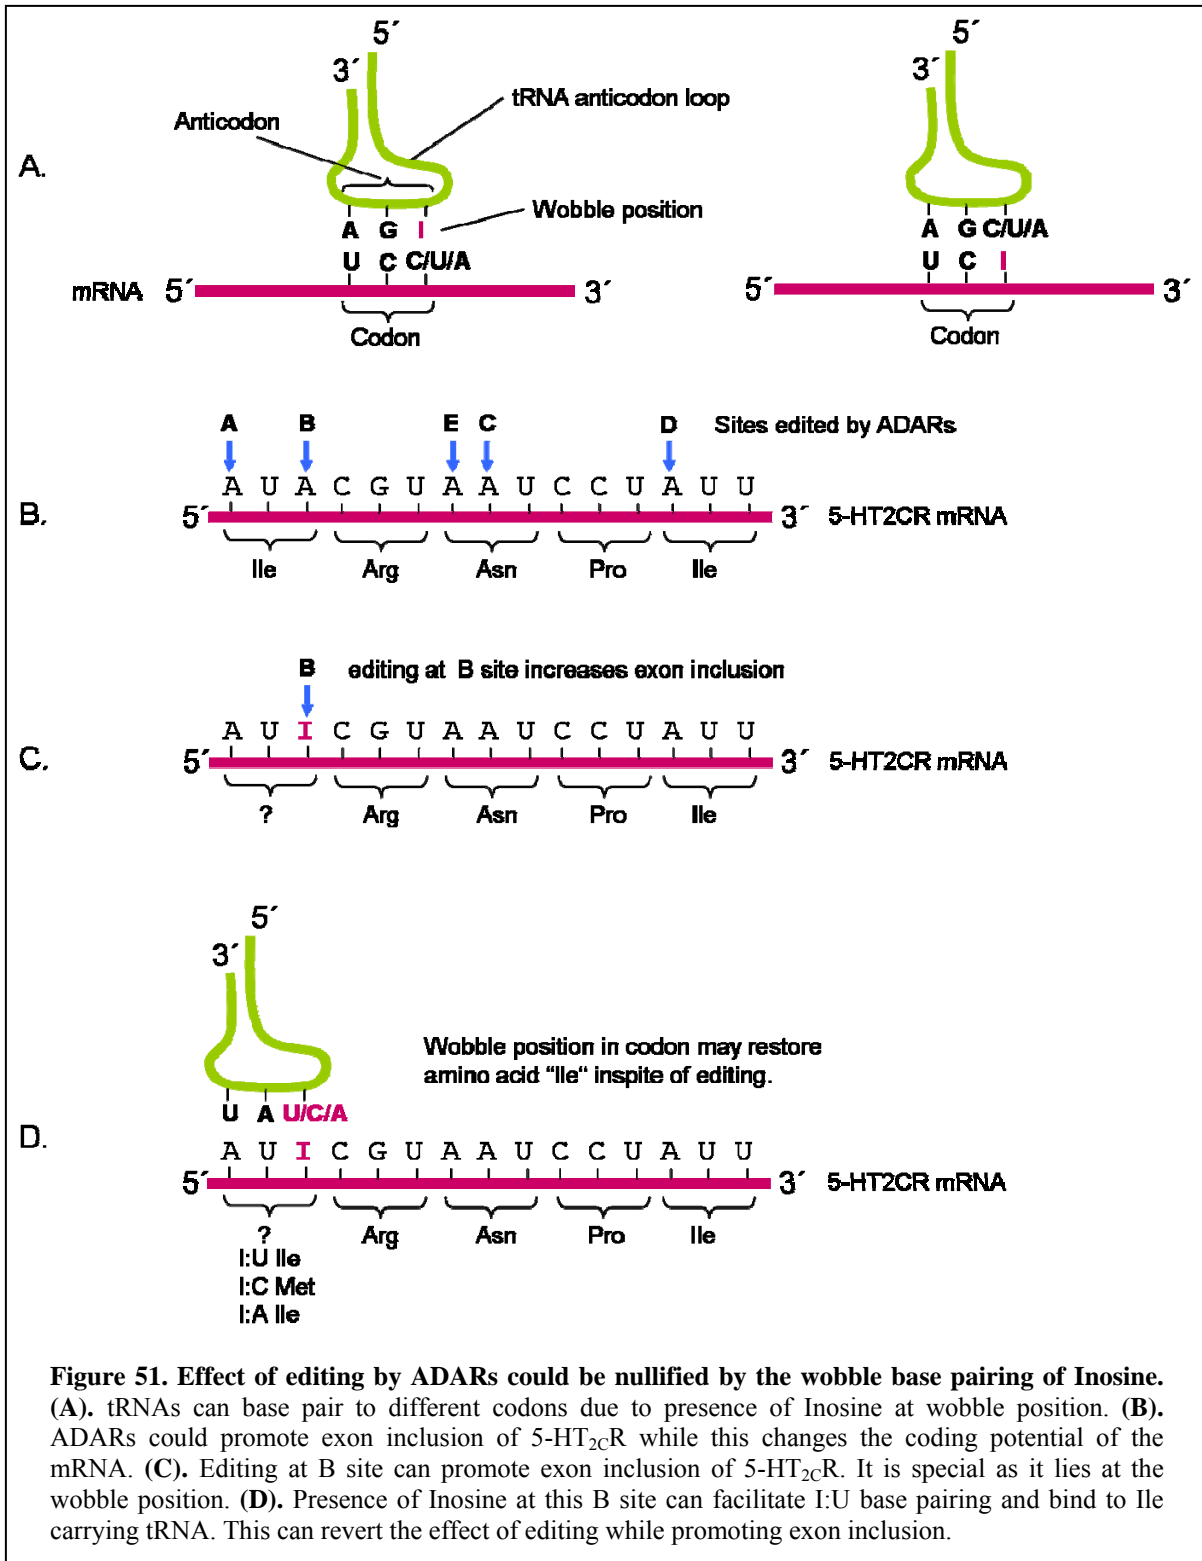 5´
3´
tRNA anticodon loop
Anticodon
A.
Wobble position
A G I
U C C/U/A
mRNA 5´ 3´
Codon
5´
3´
A G C/U/A
U C I
5´ 3´
Codon
A B E C D Sites edited by ADARs
A U A C G U A A U C C U A U U
B. 5´ 3´ 5-HT2CR mRNA
Ile Arg Asn Pro Ile
B editing at B site increases exon inclusion
A U I C G U A A U C C U A U U
C. 5´ 3´ 5-HT2CR mRNA
? Arg Asn Pro Ile
5´
3´
Wobble position in codon may restore
amino acid "Ile" inspite of editing.
U A U/C/A
D.
A U I C G U A A U C C U A U U
5´ 3´ 5-HT2CR mRNA
? Arg Asn Pro Ile
I:U Ile
I:C Met
I:A Ile
Figure 51. Effect of editing by ADARs could be nullified by the wobble base pairing of Inosine.
(A). tRNAs can base pair to different codons due to presence of Inosine at wobble position. (B).
ADARs could promote exon inclusion of 5-HT2CR while this changes the coding potential of the
mRNA. (C). Editing at B site can promote exon inclusion of 5-HT2CR. It is special as it lies at the
wobble position. (D). Presence of Inosine at this B site can facilitate I:U base pairing and bind to Ile
carrying tRNA. This can revert the effect of editing while promoting exon inclusion.